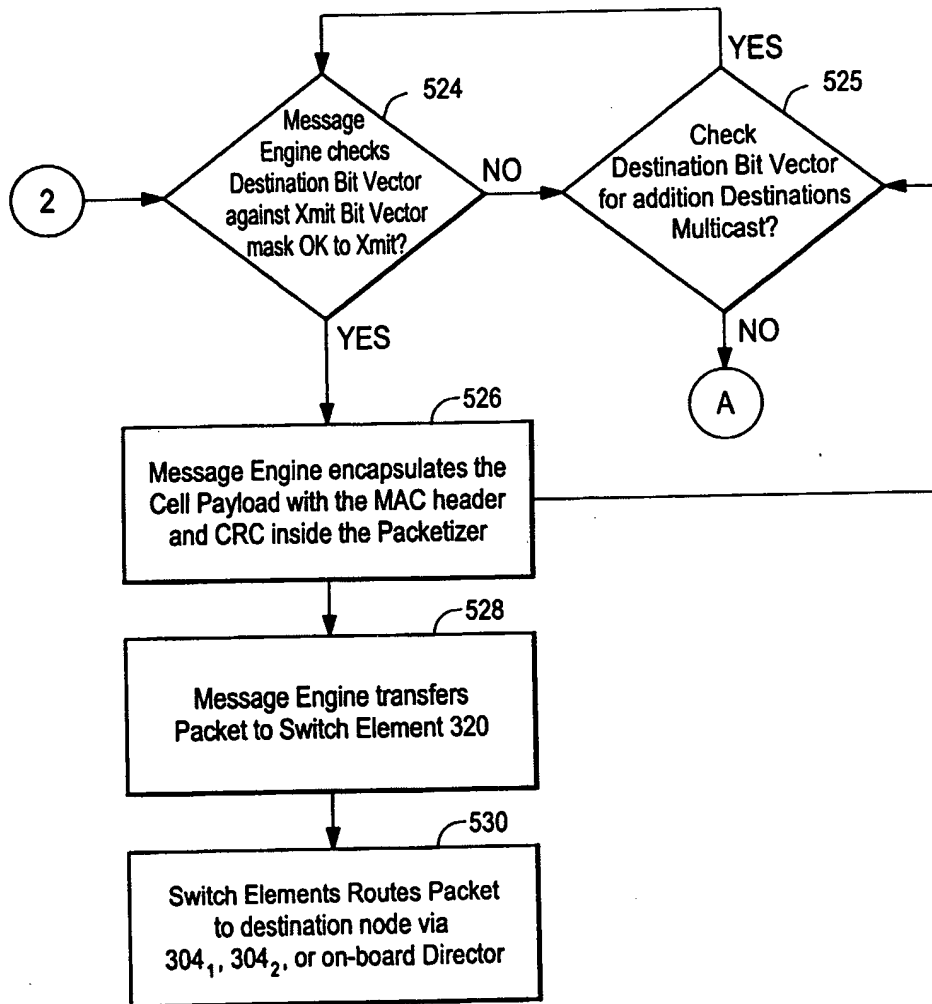 YES
524
525
Message
Engine checks
Destination Bit Vector
against Xmit Bit Vector
mask OK to Xmit?
Check
Destination Bit Vector
for addition Destinations
Multicast?
2
NO
YES
NO
A
526
Message Engine encapsulates the
Cell Payload with the MAC header
and CRC inside the Packetizer
528
Message Engine transfers
Packet to Switch Element 320
530
Switch Elements Routes Packet
to destination node via
304₁, 304₂, or on-board Director